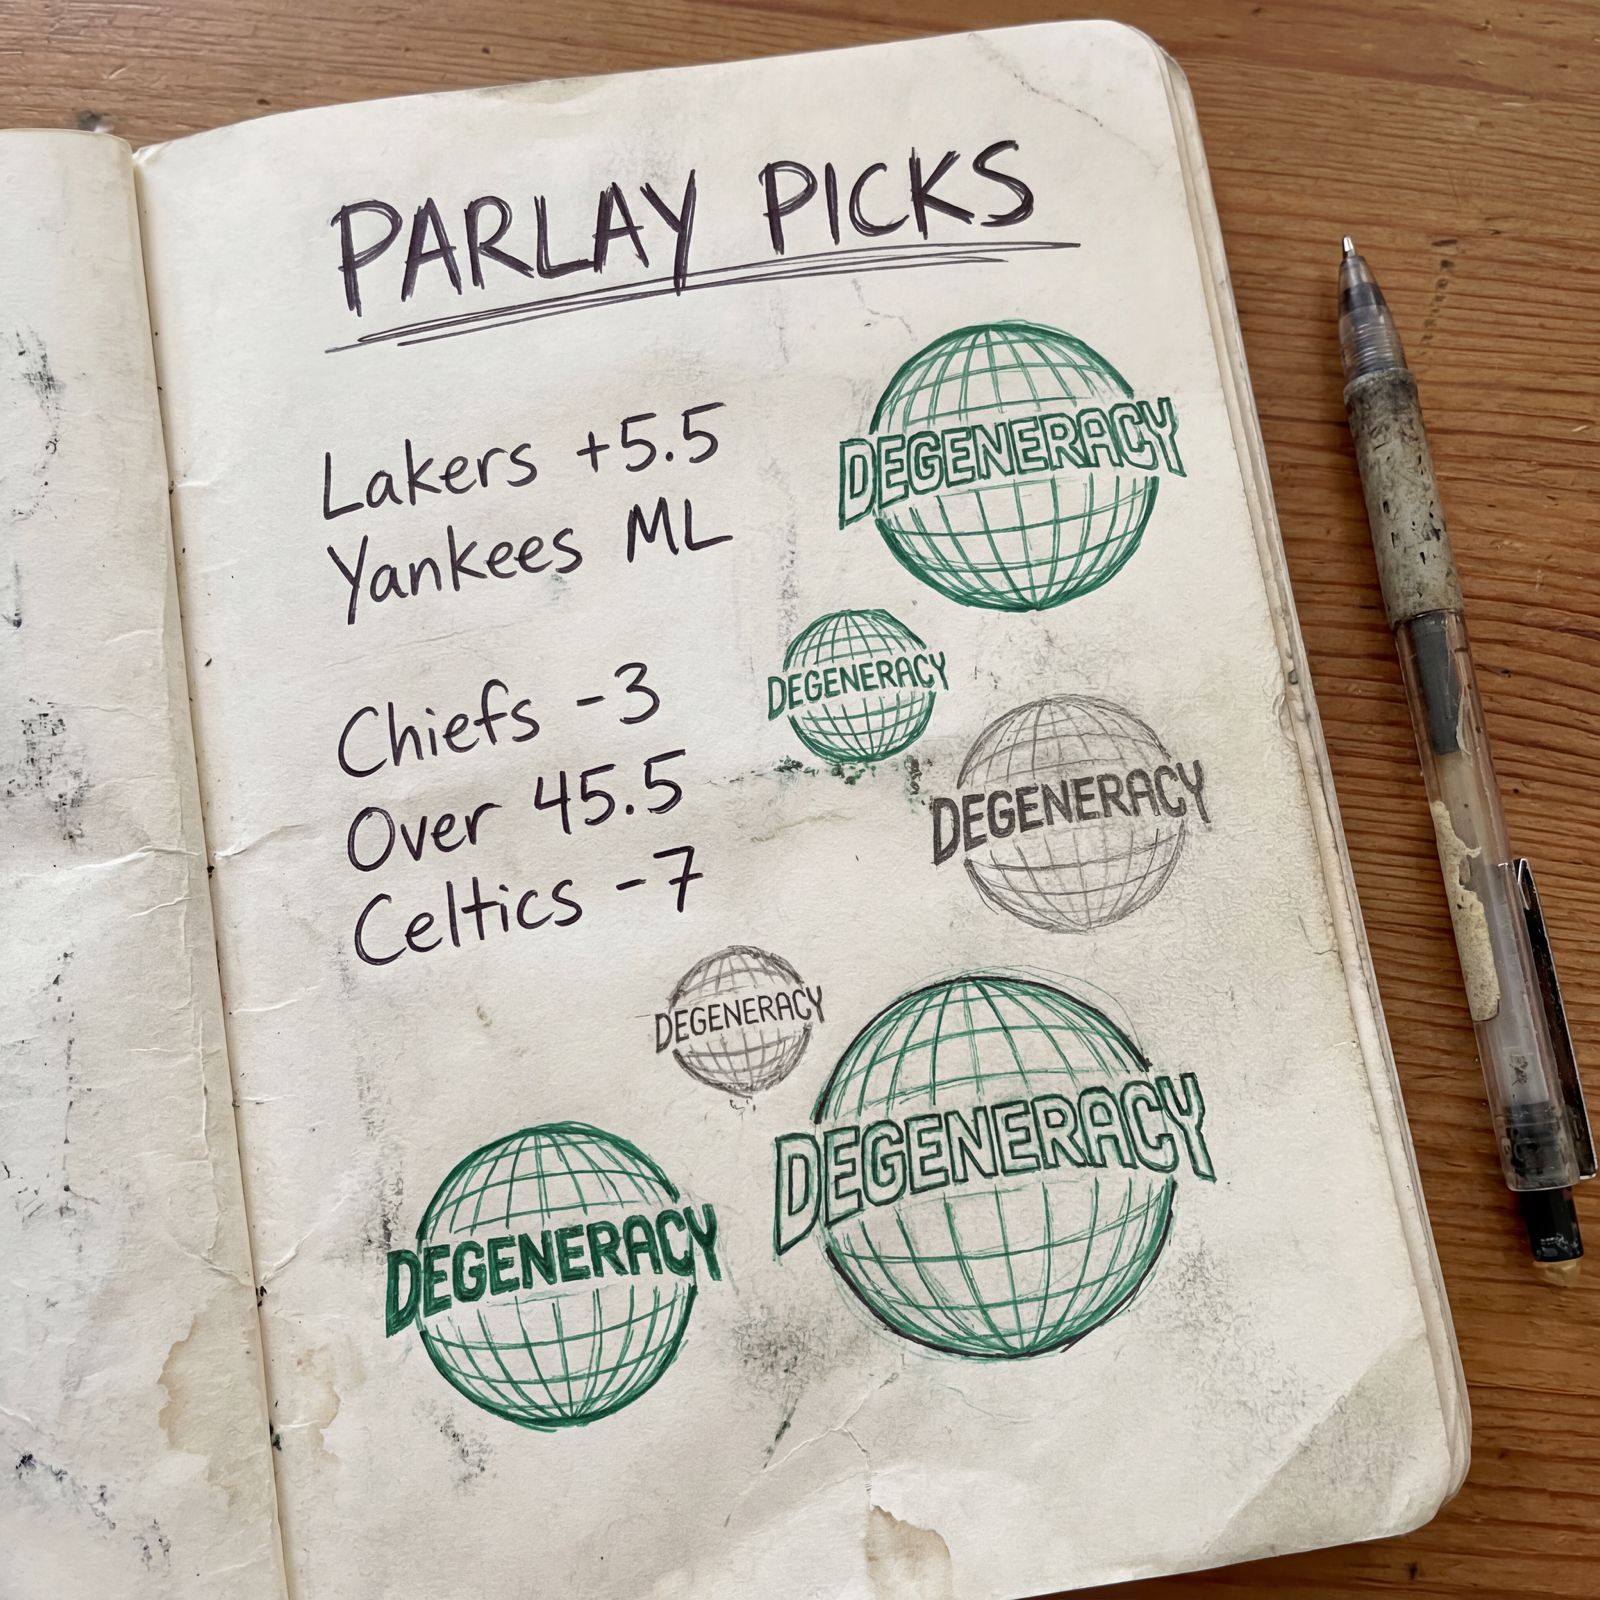 PARLAY PICKS
Lakers +5.5
Yankees ML
Chiefs -3
Over 45.5
Celtics -7
DEGENERACY
DEGENERACY
DEGENERACY
DEGENERACY
DEGENERACY
DEGENERACY